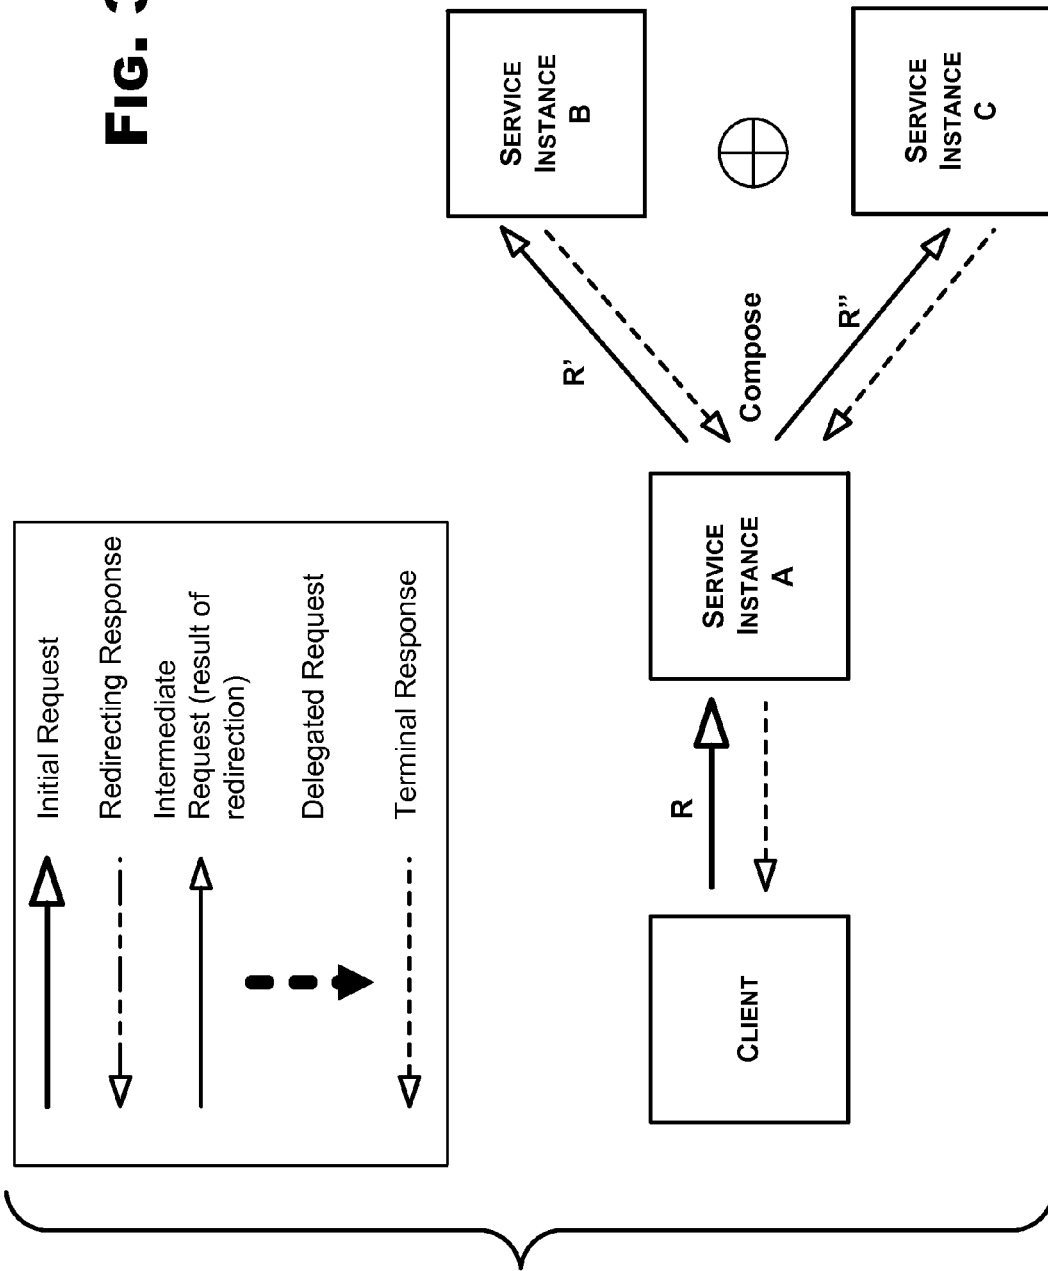 FIG.
Initial Request
Redirecting Response
Intermediate
Request (result of
redirection)
Delegated Request
Terminal Response
CLIENT
R
SERVICE
INSTANCE
A
R'
Compose
R"
SERVICE
INSTANCE
B
SERVICE
INSTANCE
C